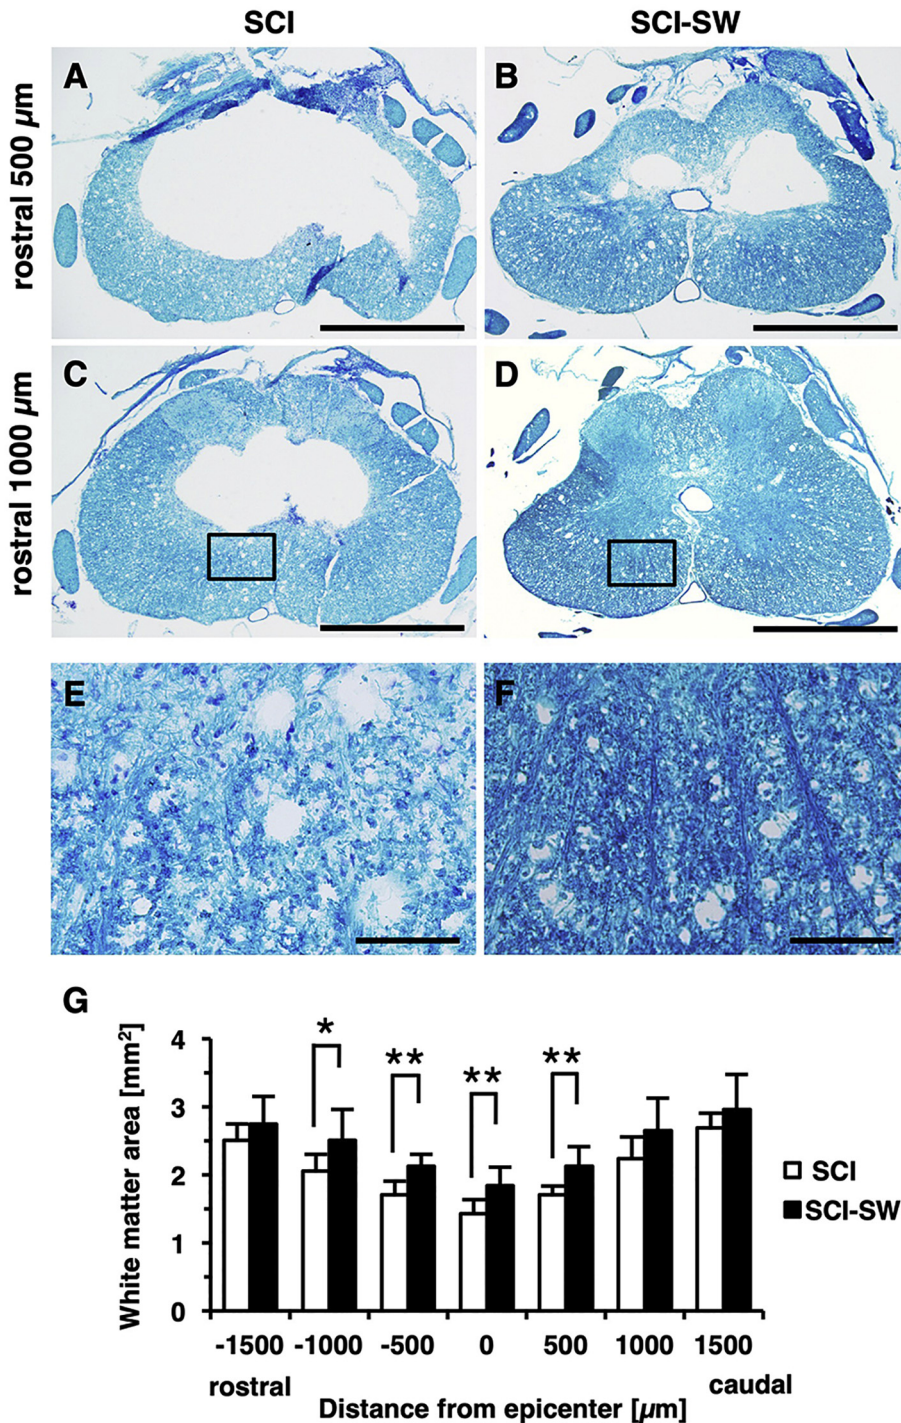 SCI
SCI-SW
rostral 500 µm
A
B
rostral 1000 µm
C
D
E
F
G
White matter area [mm²]
4
3
2
1
0
*
**
**
**
SCI
SCI-SW
-1500 -1000 -500 0 500 1000 1500
rostral
caudal
Distance from epicenter [µm]